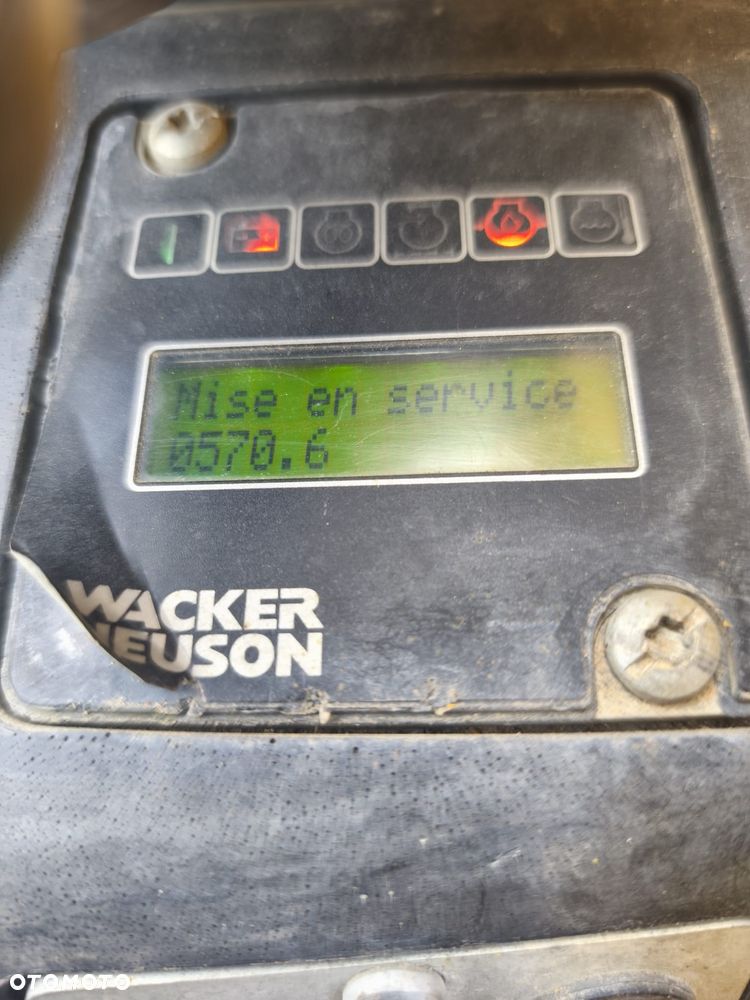 Mise en service
0570.6
WACKER
NEUSON
OTOMOTO